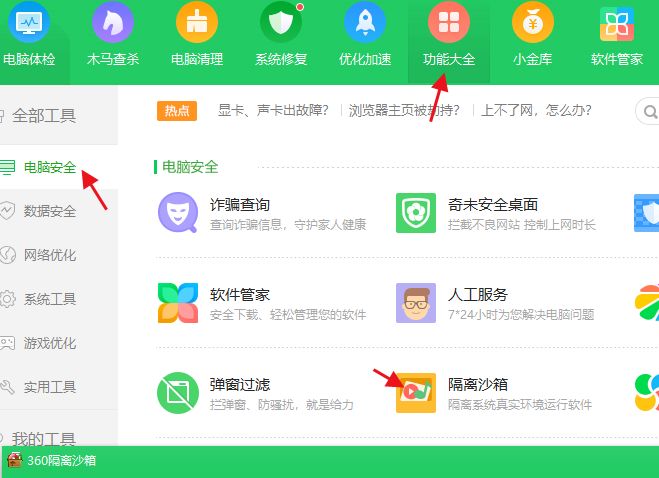 电脑体检 木马查杀 电脑清理 系统修复 优化加速 功能大全 小金库 软件管家
全部工具
热点 显卡、声卡出故障? 浏览器主页被劫持? 上不了网，怎么办?
电脑安全
电脑安全
诈骗查询
查询诈骗信息，守护家人健康
奇未安全桌面
拦截不良网站 控制上网时长
数据安全
网络优化
软件管家
安全下载、轻松管理您的软件
人工服务
7*24小时为您解决电脑问题
系统工具
游戏优化
弹窗过滤
拦弹窗、防骚扰，就是给力
隔离沙箱
隔离系统真实环境运行软件
实用工具
我的工具
360隔离沙箱